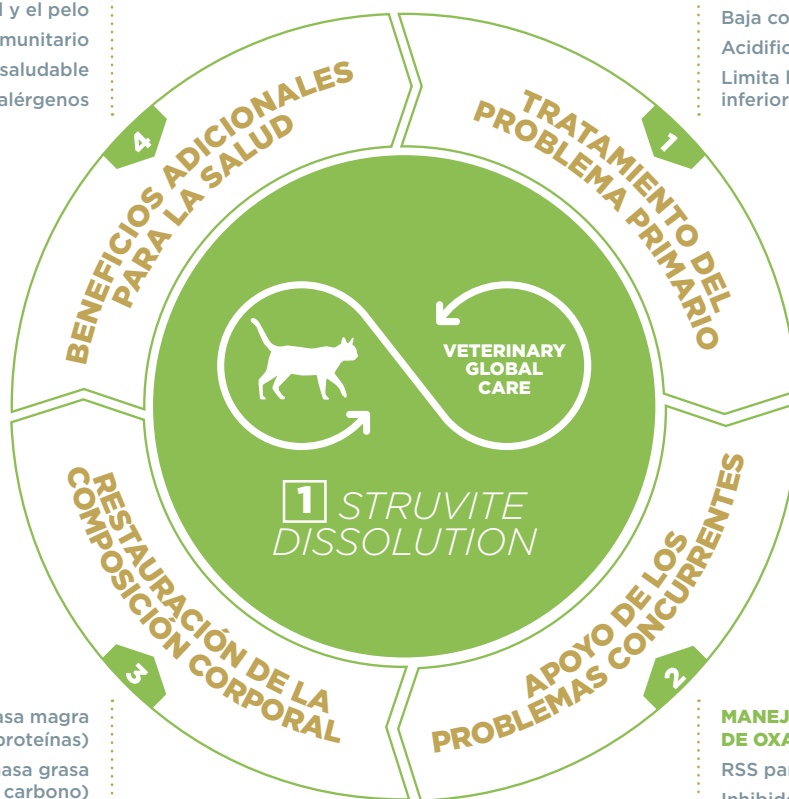 l y el pelo
munitario
saludable
alérgenos
Baja co
Acidific
Limita l
inferior
4
BENEFICIOS ADICIONALES
PARA LA SALUD
1
TRATAMIENTO DEL
PROBLEMA PRIMARIO
VETERINARY
GLOBAL
CARE
1 STRUVITE
DISSOLUTION
3
RESTAURACIÓN DE LA
COMPOSICIÓN CORPORAL
2
APOYO DE LOS
PROBLEMAS CONCURRENTES
asa magra
proteínas)
nasa grasa
carbono)
MANEJ
DE OXA
RSS par
Inhibido